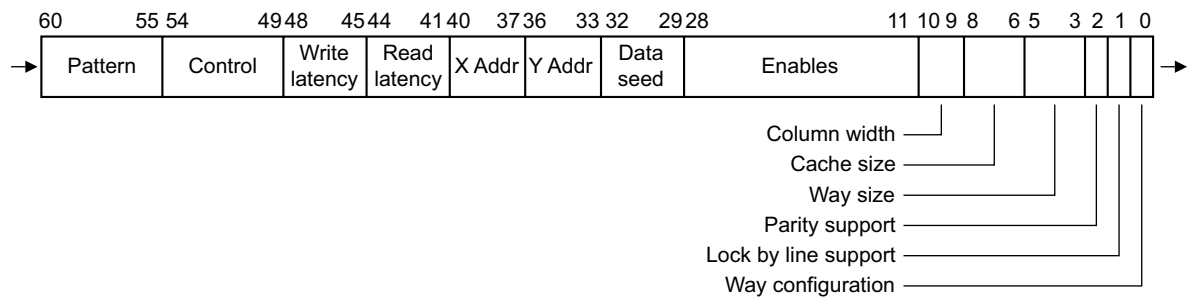 60 55 54 49 48 45 44 41 40 37 36 33 32 29 28 11 10 9 8 6 5 3 2 1 0
Pattern Control Write latency Read latency X Addr Y Addr Data seed Enables
Column width
Cache size
Way size
Parity support
Lock by line support
Way configuration